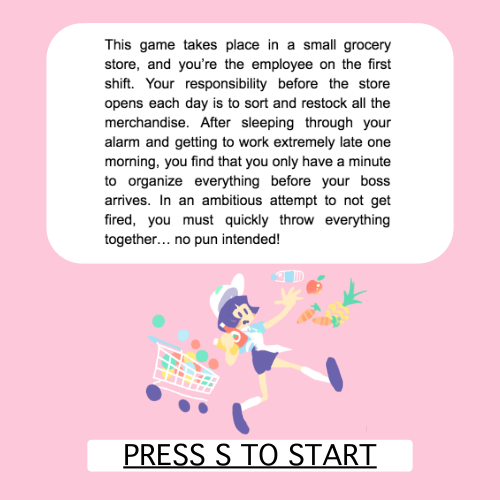 This game takes place in a small grocery
store, and you’re the employee on the first
shift. Your responsibility before the store
opens each day is to sort and restock all the
merchandise. After sleeping through your
alarm and getting to work extremely late one
morning, you find that you only have a minute
to organize everything before your boss
arrives. In an ambitious attempt to not get
fired, you must quickly throw everything
together... no pun intended!
PRESS S TO START